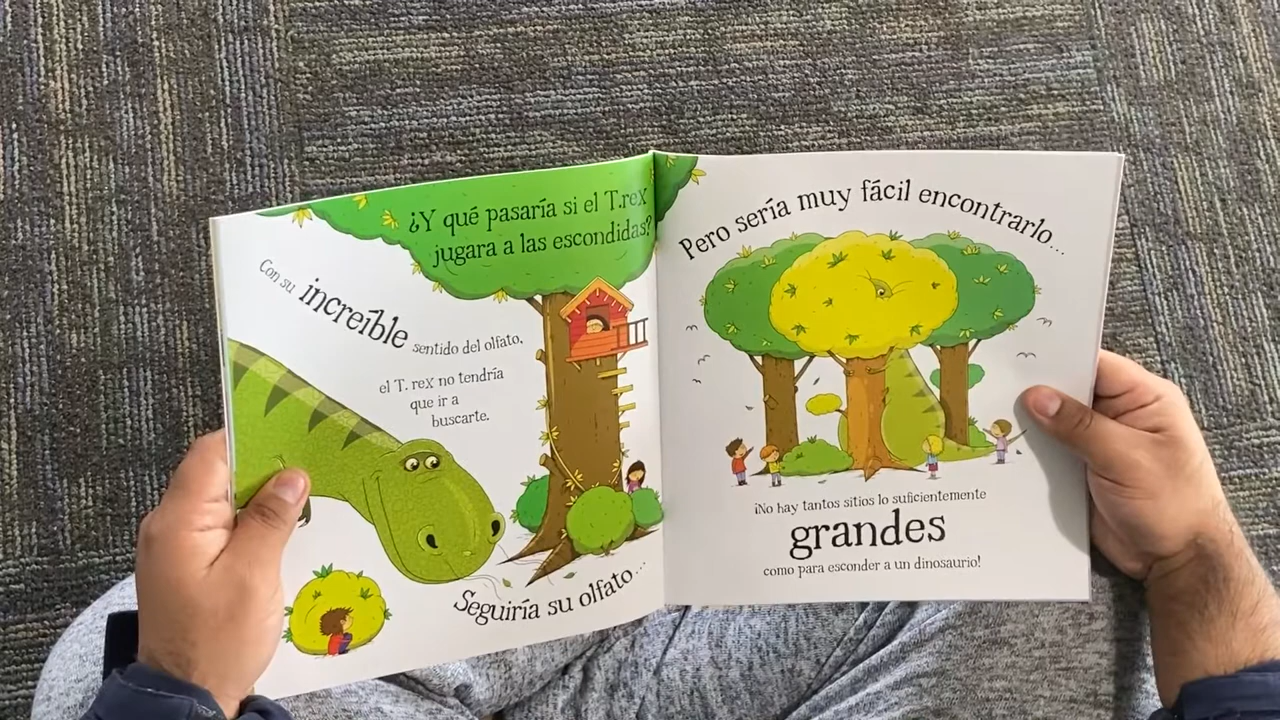 ¿Y qué pasaría si el T.rex
jugara a las escondidas?
Con su increíble sentido del olfato,
el T. rex no tendría
que ir a
buscarte.
Seguiría su olfato...
Pero sería muy fácil encontrarlo...
¡No hay tantos sitios lo suficientemente
grandes
como para esconder a un dinosaurio!